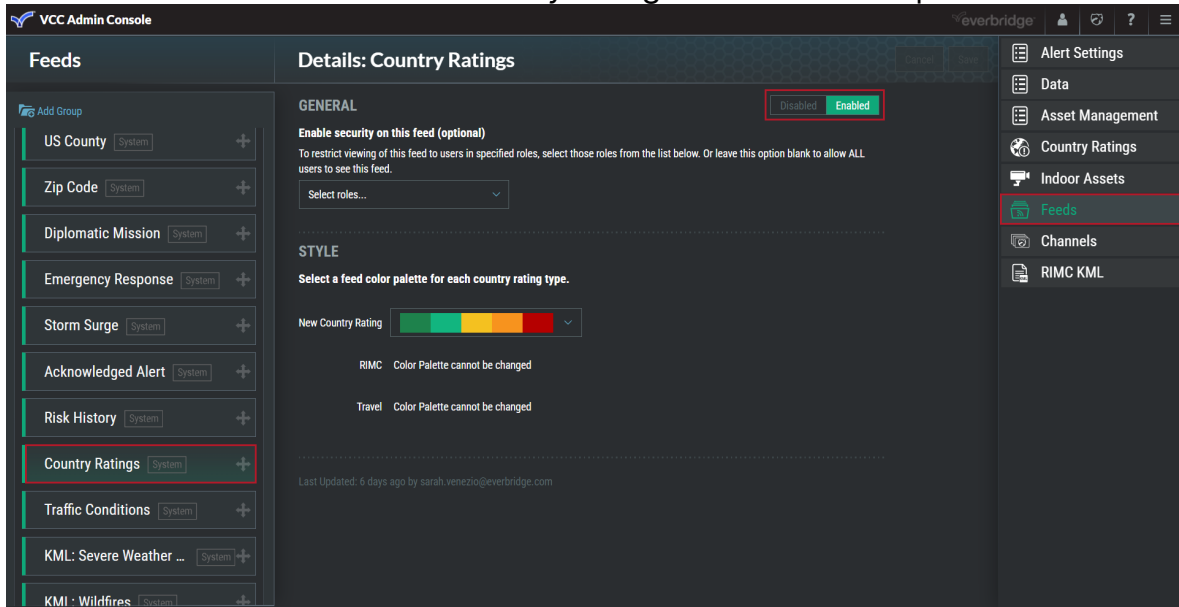 VCC Admin Console
everbridge
?
Feeds
Details: Country Ratings
Cancel
Save
Alert Settings
Data
Asset Management
Country Ratings
Indoor Assets
Feeds
Channels
RIMC KML
Add Group
US County System
Zip Code System
Diplomatic Mission System
Emergency Response System
Storm Surge System
Acknowledged Alert System
Risk History System
Country Ratings System
Traffic Conditions System
KML: Severe Weather ... System
KML: Wildfires System
GENERAL
Disabled
Enabled
Enable security on this feed (optional)
To restrict viewing of this feed to users in specified roles, select those roles from the list below. Or leave this option blank to allow ALL
users to see this feed.
Select roles...
STYLE
Select a feed color palette for each country rating type.
New Country Rating
RIMC Color Palette cannot be changed
Travel Color Palette cannot be changed
Last Updated: 6 days ago by sarah.venezio@everbridge.com